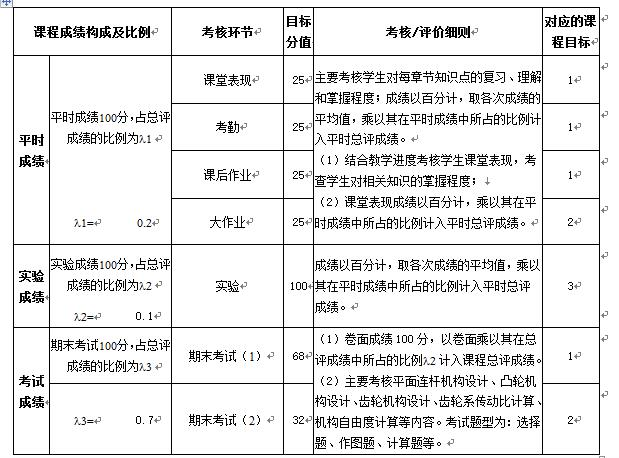 课程成绩构成及比例
考核环节
目标
分值
考核/评价细则
对应的课
程目标
平时
成绩
平时成绩100分,占总评
成绩的比例为λ1
λ1= 0.2
课堂表现
25
考勤
25
课后作业
25
大作业
25
主要考核学生对每章节知识点的复习、理解
和掌握程度;成绩以百分计，取各次成绩的
平均值，乘以其在平时成绩中所占的比例计
入平时总评成绩。
（1）结合教学进度考核学生课堂表现，考
查学生对相关知识的掌握程度;
（2）课堂表现成绩以百分计，乘以其在平
时成绩中所占的比例计入平时总评成绩。
1
1
1
2
实验
成绩
实验成绩100分，占总评
成绩的比例为λ2
λ2= 0.1
实验
100
成绩以百分计，取各次成绩的平均值，乘以
其在平时成绩中所占的比例计入平时总评
成绩。
3
考试
成绩
期末考试100分,占总评
成绩的比例为λ3
λ3= 0.7
期末考试（1）
68
期末考试（2）
32
（1）卷面成绩 100 分，以卷面乘以其在总
评成绩中所占的比例λ2 计入课程总评成绩。
（2）主要考核平面连杆机构设计、凸轮机
构设计、齿轮机构设计、齿轮系传动比计算、
机构自由度计算等内容。考试题型为：选择
题、作图题、计算题等。
1
2